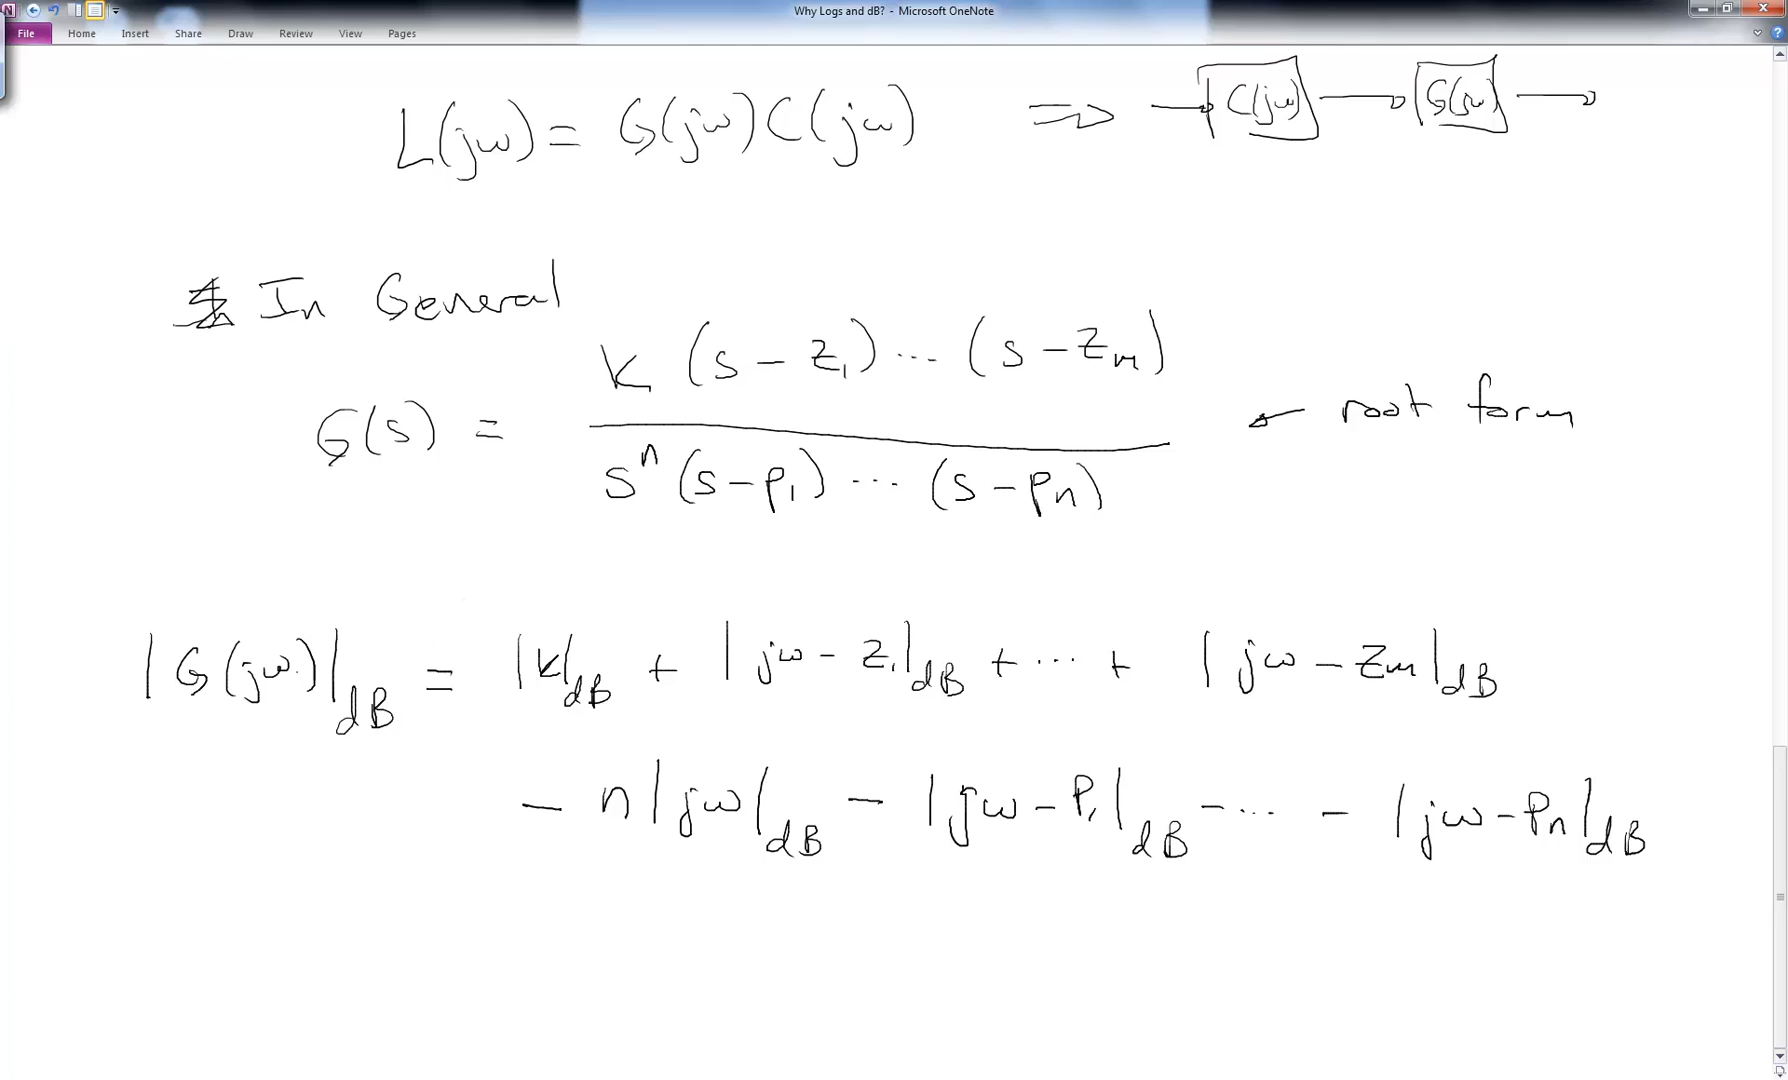 Why Logs and dB? - Microsoft OneNote
File Home Insert Share Draw Review View Pages
L(jω) = G(jω)C(jω) ⇒ → C(jω) → G(jω) →
In General
G(s) = K (s - z₁) ... (s - zₘ) / sⁿ (s - p₁) ... (s - pₙ) ← root form
|G(jω)|dB = |K|dB + |jω - z₁|dB + ... + |jω - zₘ|dB
- n|jω|dB - |jω - p₁|dB - ... - |jω - pₙ|dB